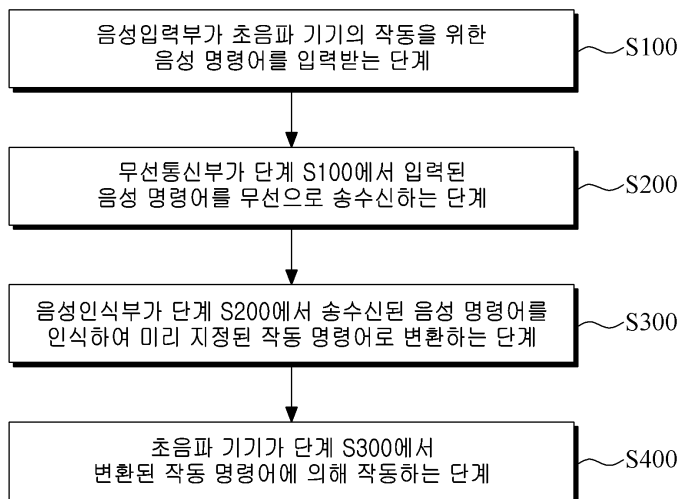 음성입력부가 초음파 기기의 작동을 위한
음성 명령어를 입력받는 단계
S100
무선통신부가 단계 S100에서 입력된
음성 명령어를 무선으로 송수신하는 단계
S200
음성인식부가 단계 S200에서 송수신된 음성 명령어를
인식하여 미리 지정된 작동 명령어로 변환하는 단계
S300
초음파 기기가 단계 S300에서
변환된 작동 명령어에 의해 작동하는 단계
S400